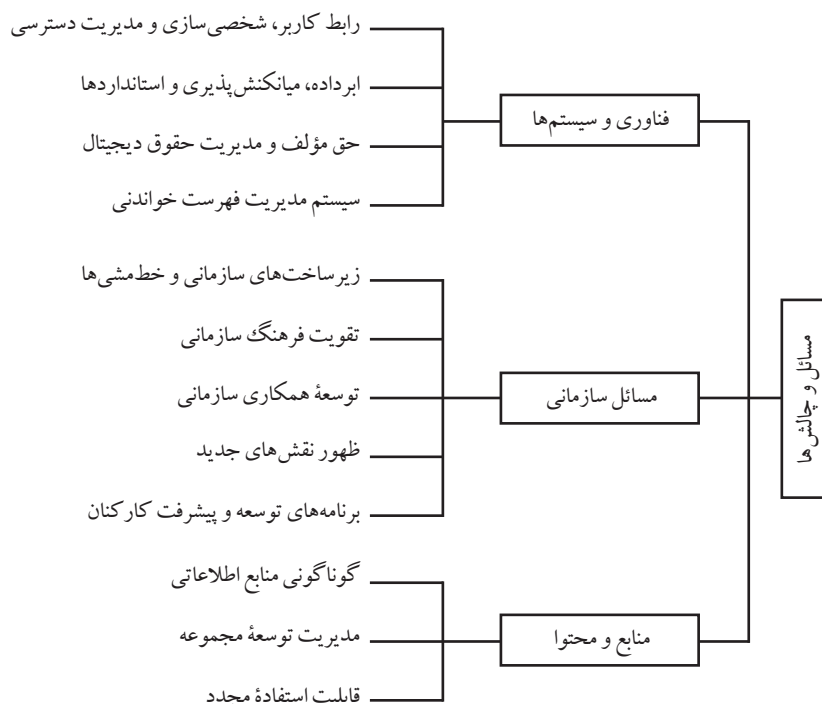 مسائل و چالش‌ها
فناوری و سیستم‌ها
رابط کاربر، شخصی‌سازی و مدیریت دسترسی
ابرداده، میانکنش‌پذیری و استانداردها
حق مؤلف و مدیریت حقوق دیجیتال
سیستم مدیریت فهرست خواندنی
مسائل سازمانی
زیرساخت‌های سازمانی و خط‌مشی‌ها
تقویت فرهنگ سازمانی
توسعهٔ همکاری سازمانی
ظهور نقش‌های جدید
برنامه‌های توسعه و پیشرفت کارکنان
منابع و محتوا
گوناگونی منابع اطلاعاتی
مدیریت توسعهٔ مجموعه
قابلیت استفادهٔ مجدد